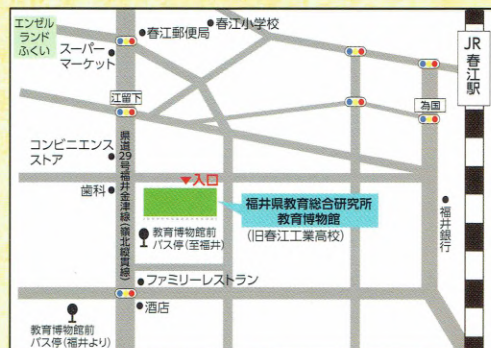 エンゼル
ランド
ふくい
春江郵便局
春江小学校
スーパー
マーケット
JR春江駅
江留下
為国
コンビニエンス
ストア
県道29号福井金津線(嶺北縦貫線)
▼入口
歯科
福井県教育総合研究所
教育博物館
(旧春江工業高校)
福井銀行
教育博物館前
バス停(至福井)
ファミリーレストラン
酒店
教育博物館前
バス停(福井より)